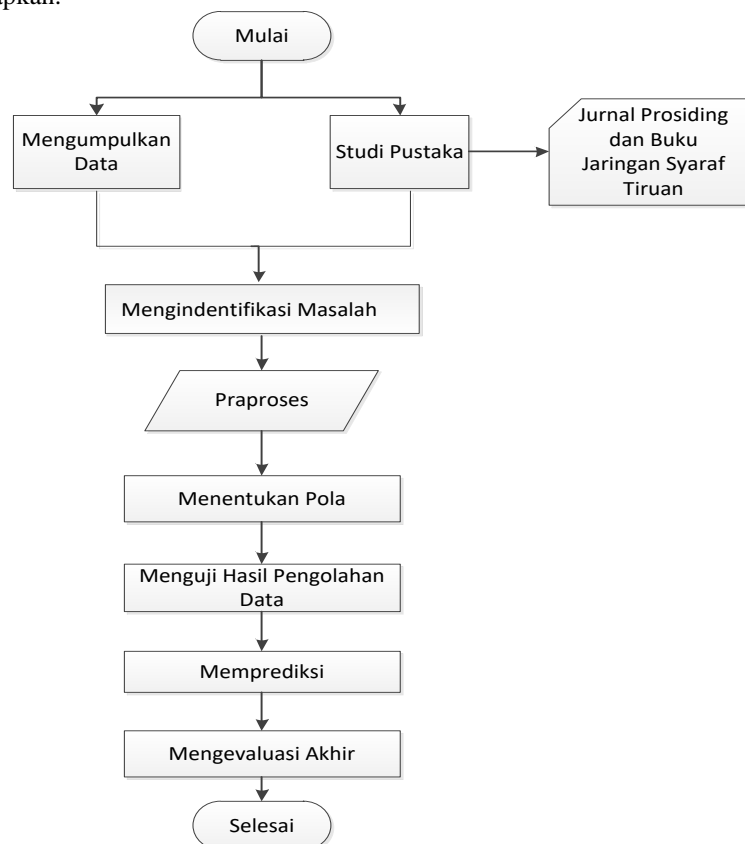 Mulai
Mengumpulkan
Data
Studi Pustaka
Jurnal Prosiding
dan Buku
Jaringan Syaraf
Tiruan
Mengindentifikasi Masalah
Praproses
Menentukan Pola
Menguji Hasil Pengolahan
Data
Memprediksi
Mengevaluasi Akhir
Selesai